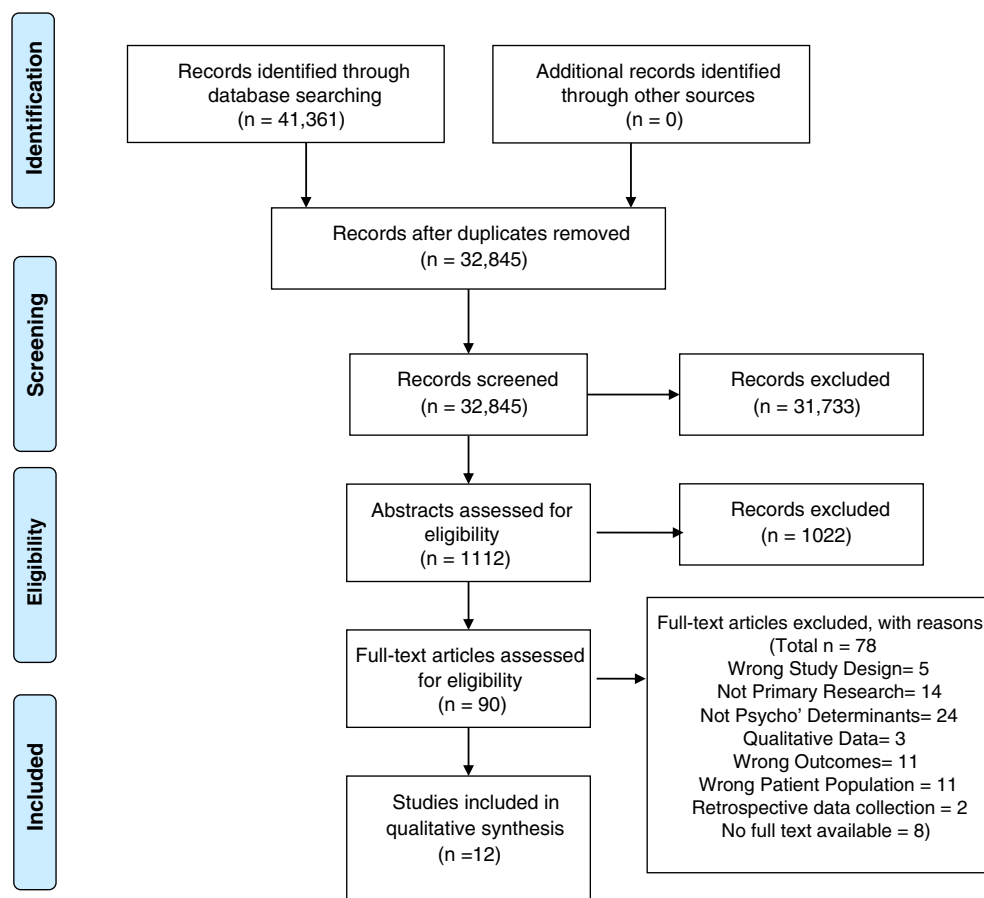 Identification
Records identified through
database searching
(n = 41,361)
Additional records identified
through other sources
(n = 0)
Records after duplicates removed
(n = 32,845)
Screening
Records screened
(n = 32,845)
Records excluded
(n = 31,733)
Eligibility
Abstracts assessed for
eligibility
(n = 1112)
Records excluded
n = 1022)
Full-text articles assessed
for eligibility
(n = 90)
Full-text articles excluded, with reasons
(Total n = 78
Wrong Study Design= 5
Not Primary Research= 14
Not Psycho' Determinants= 24
Qualitative Data= 3
Wrong Outcomes= 11
Wrong Patient Population = 11
Retrospective data collection = 2
No full text available = 8)
Included
Studies included in
qualitative synthesis
(n =12)